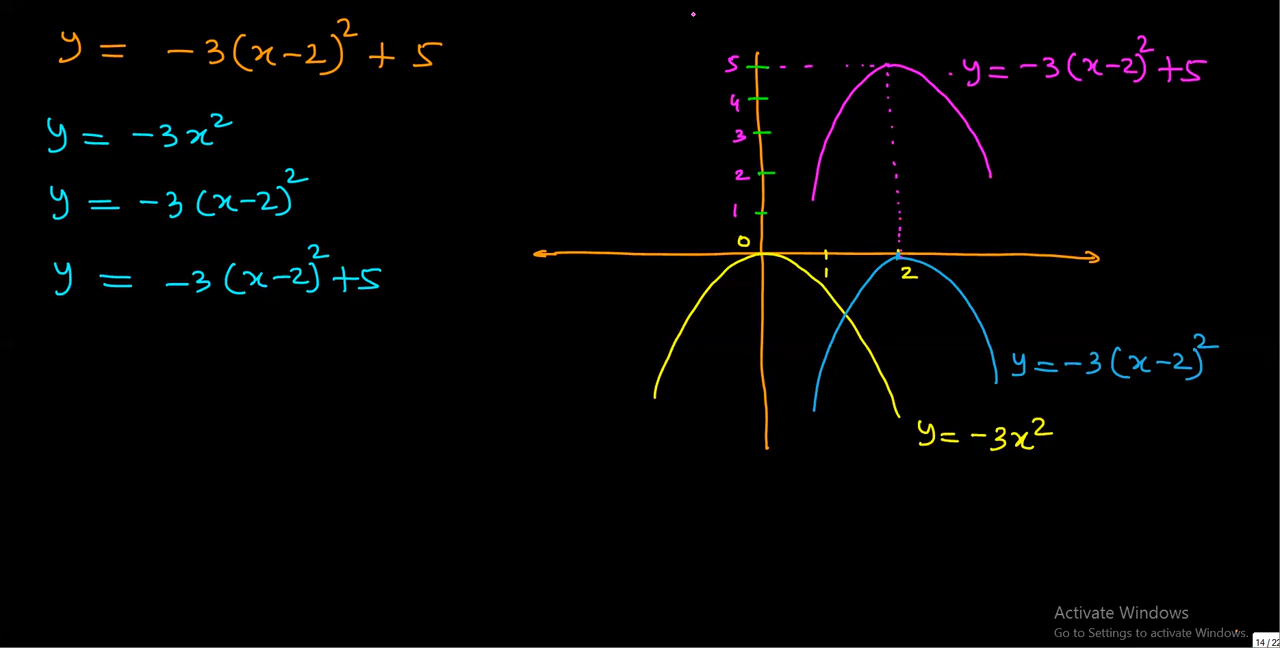 y = -3(x-2)² + 5
y = -3x²
y = -3(x-2)²
y = -3(x-2)² +5
5
4
3
2
1
0
1
2
y = -3(x-2)² +5
y = -3(x-2)²
y = -3x²
Activate Windows
Go to Settings to activate Windows.
14 / 22